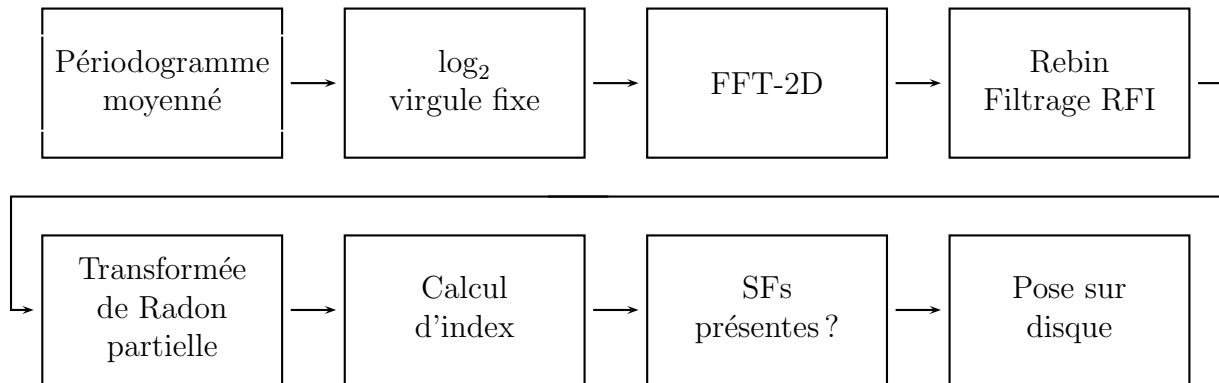 Périodogramme
moyenné
log₂
virgule fixe
FFT-2D
Rebin
Filtrage RFI
Transformée
de Radon
partielle
Calcul
d'index
SFs
présentes ?
Pose sur
disque